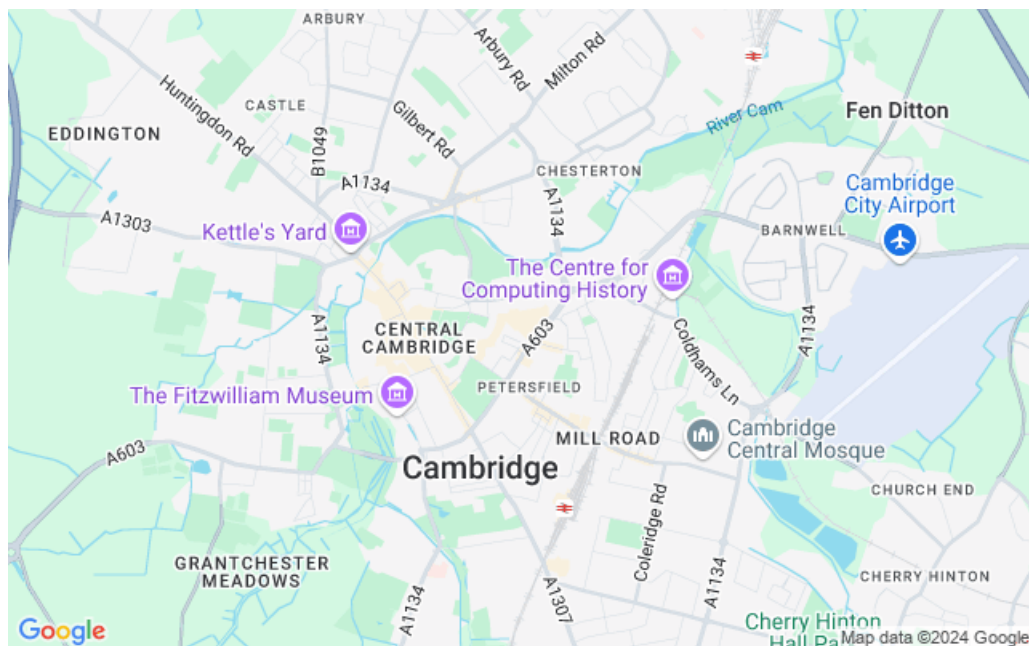 ARBURY
Arbury Rd
Milton Rd
Huntingdon Rd
CASTLE
Gilbert Rd
EDDINGTON
B1049
River Cam
Fen Ditton
A1134
CHESTERTON
A1134
Cambridge
City Airport
A1303
Kettle's Yard
BARNWELL
The Centre for
Computing History
A1134
CENTRAL
CAMBRIDGE
A603
A1134
Coldhams Ln
The Fitzwilliam Museum
PETERSFIELD
A603
MILL ROAD
Cambridge
Central Mosque
Cambridge
CHURCH END
Coleridge Rd
GRANTCHESTER
MEADOWS
A1134
A1307
A1134
CHERRY HINTON
Cherry Hinton
Hall Pa
Google
Map data ©2024 Google